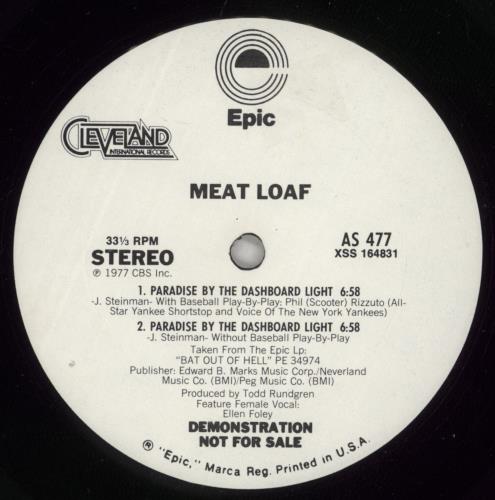 Epic
CLEVELAND
INTERNATIONAL RECORDS
MEAT LOAF
33⅓ RPM
STEREO
℗ 1977 CBS Inc.
AS 477
XSS 164831
1. PARADISE BY THE DASHBOARD LIGHT 6:58
-J. Steinman- With Baseball Play-By-Play: Phil (Scooter) Rizzuto (All-
Star Yankee Shortstop and Voice Of The New York Yankees)
2. PARADISE BY THE DASHBOARD LIGHT 6:58
-J. Steinman- Without Baseball Play-By-Play
Taken From The Epic Lp:
"BAT OUT OF HELL" PE 34974
Publisher: Edward B. Marks Music Corp./Neverland
Music Co. (BMI)/Peg Music Co. (BMI)
Produced by Todd Rundgren
Feature Female Vocal:
Ellen Foley
DEMONSTRATION
NOT FOR SALE
® "Epic," Marca Reg. Printed in U.S.A.